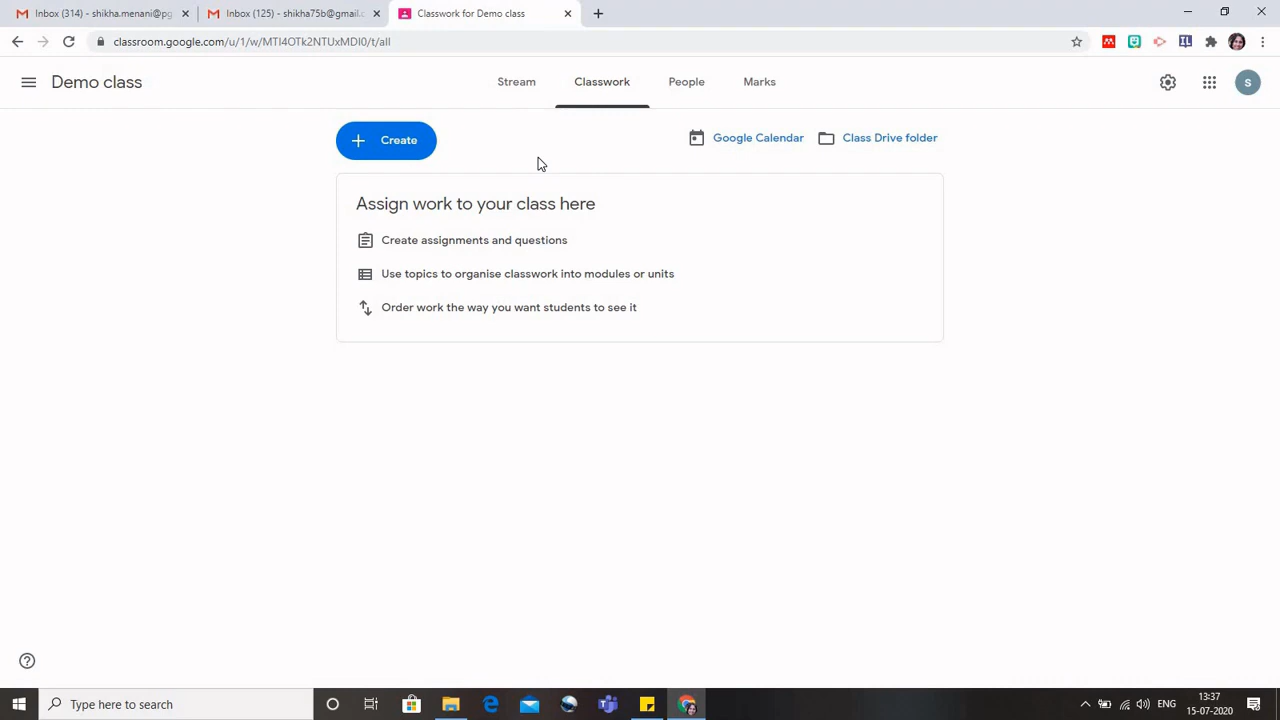 Inbox (314) - shikha.menani@pg
Inbox (125) - shikha75b@gmail.c
Classwork for Demo class
classroom.google.com/u/1/w/MTI4OTk2NTUxMDI0/t/all
Demo class
Stream
Classwork
People
Marks
s
Create
Google Calendar
Class Drive folder
Assign work to your class here
Create assignments and questions
Use topics to organise classwork into modules or units
Order work the way you want students to see it
Type here to search
ENG
13:37
15-07-2020